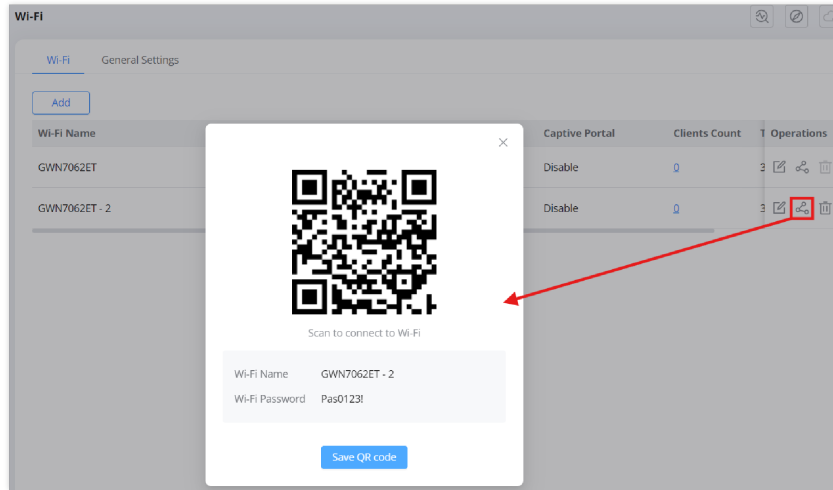 Wi-Fi
Wi-Fi General Settings
Add
Wi-Fi Name Captive Portal Clients Count T Operations
GWN7062ET Disable 0 3
GWN7062ET - 2 Disable 0 3
Scan to connect to Wi-Fi
Wi-Fi Name GWN7062ET - 2
Wi-Fi Password Pas0123!
Save QR code